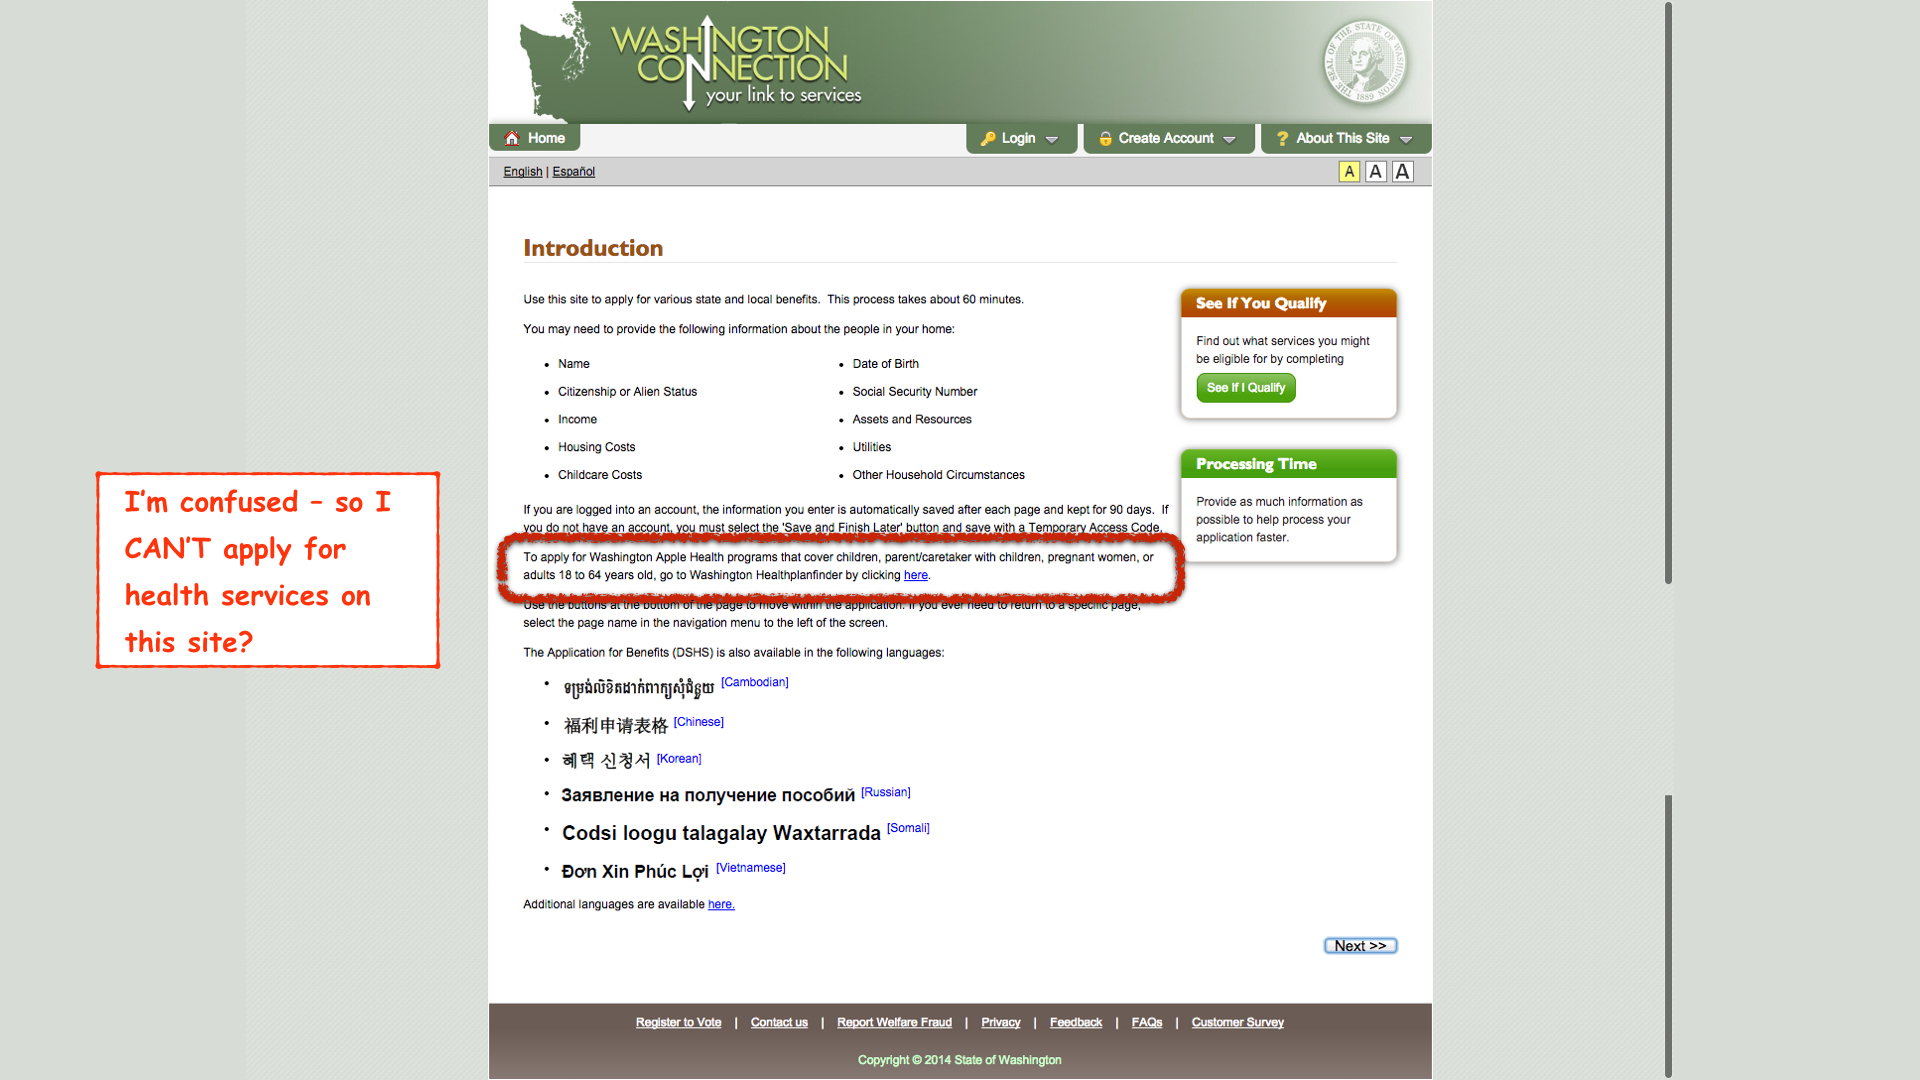 WASHINGTON
CONNECTION
your link to services
THE SEAL OF THE STATE OF WASHINGTON
1889
Home
Login
Create Account
? About This Site
English | Español
A A A
Introduction
Use this site to apply for various state and local benefits. This process takes about 60 minutes.
You may need to provide the following information about the people in your home:
• Name
• Date of Birth
• Citizenship or Alien Status
• Social Security Number
• Income
• Assets and Resources
• Housing Costs
• Utilities
• Childcare Costs
• Other Household Circumstances
If you are logged into an account, the information you enter is automatically saved after each page and kept for 90 days. If
you do not have an account, you must select the 'Save and Finish Later' button and save with a Temporary Access Code.
To apply for Washington Apple Health programs that cover children, parent/caretaker with children, pregnant women, or
adults 18 to 64 years old, go to Washington Healthplanfinder by clicking here.
Use the buttons at the bottom of the page to move within the application. If you ever need to return to a specific page,
select the page name in the navigation menu to the left of the screen.
The Application for Benefits (DSHS) is also available in the following languages:
• ទម្រង់លិខិតដាក់ពាក្យសុំជំនួយ [Cambodian]
• 福利申请表格 [Chinese]
• 혜택 신청서 [Korean]
• Заявление на получение пособий [Russian]
• Codsi loogu talagalay Waxtarrada [Somali]
• Đơn Xin Phúc Lợi [Vietnamese]
Additional languages are available here.
Next >>
See If You Qualify
Find out what services you might
be eligible for by completing
See If I Qualify
Processing Time
Provide as much information as
possible to help process your
application faster.
I'm confused – so I
CAN'T apply for
health services on
this site?
Register to Vote | Contact us | Report Welfare Fraud | Privacy | Feedback | FAQs | Customer Survey
Copyright © 2014 State of Washington